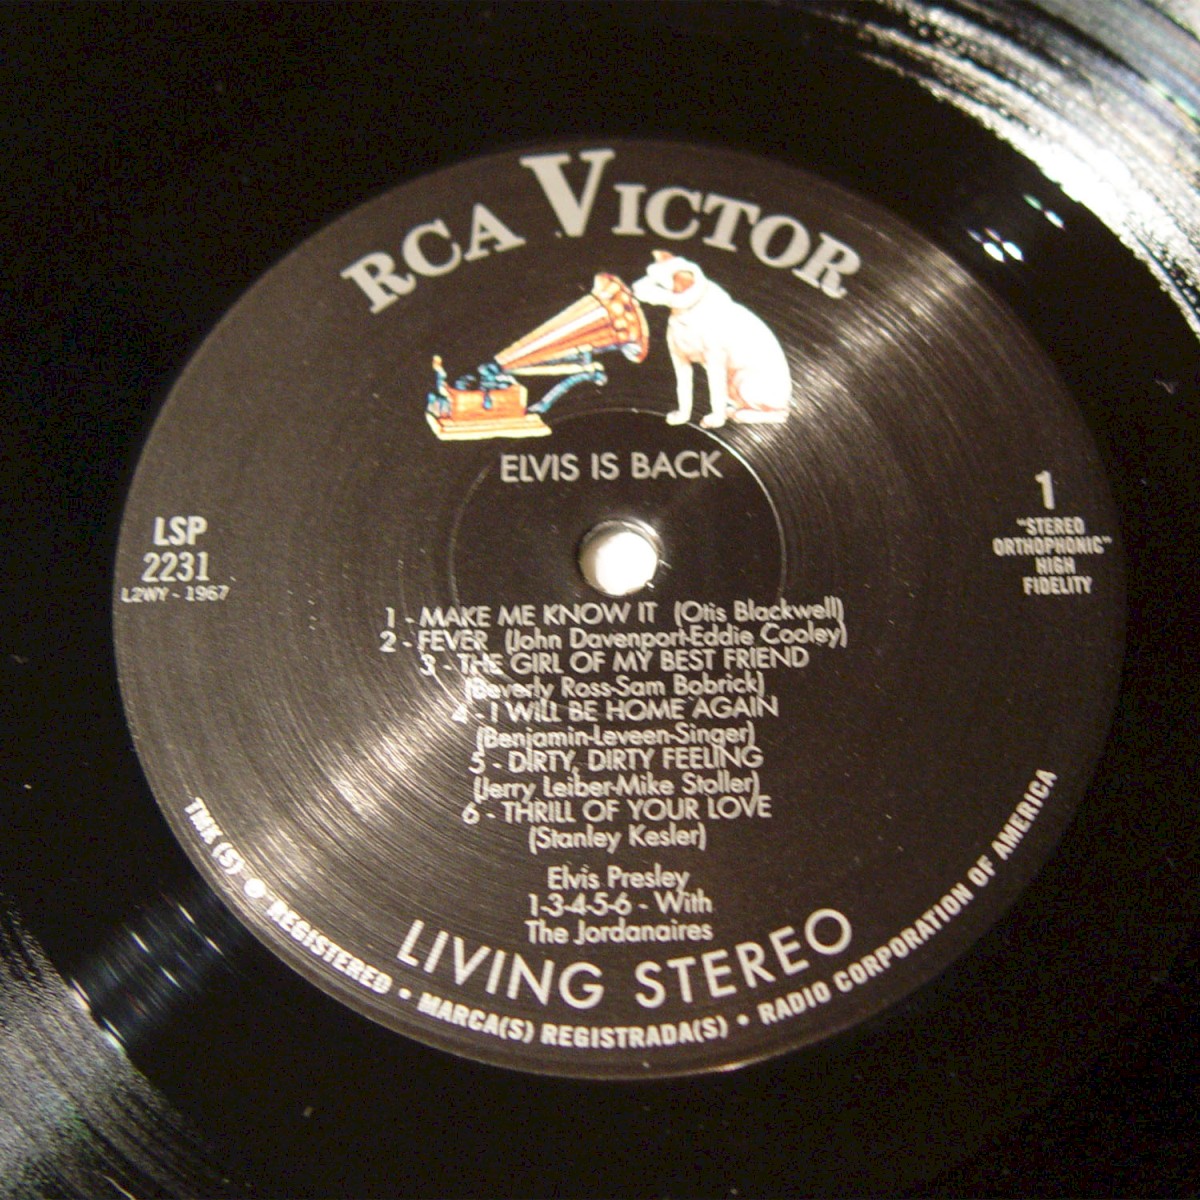 RCA VICTOR
ELVIS IS BACK
LSP
2231
L2WY - 1967
1
"STEREO
ORTHOPHONIC"
HIGH
FIDELITY
1 - MAKE ME KNOW IT (Otis Blackwell)
2 - FEVER (John Davenport-Eddie Cooley)
3 - THE GIRL OF MY BEST FRIEND
(Beverly Ross-Sam Bobrick)
4 - I WILL BE HOME AGAIN
(Benjamin-Leveen-Singer)
5 - DIRTY, DIRTY FEELING
(Jerry Leiber-Mike Stoller)
6 - THRILL OF YOUR LOVE
(Stanley Kesler)
Elvis Presley
1-3-4-5-6 - With
The Jordanaires
LIVING STEREO
TMK (S) ® REGISTERED • MARCA(S) REGISTRADA(S) • RADIO CORPORATION OF AMERICA